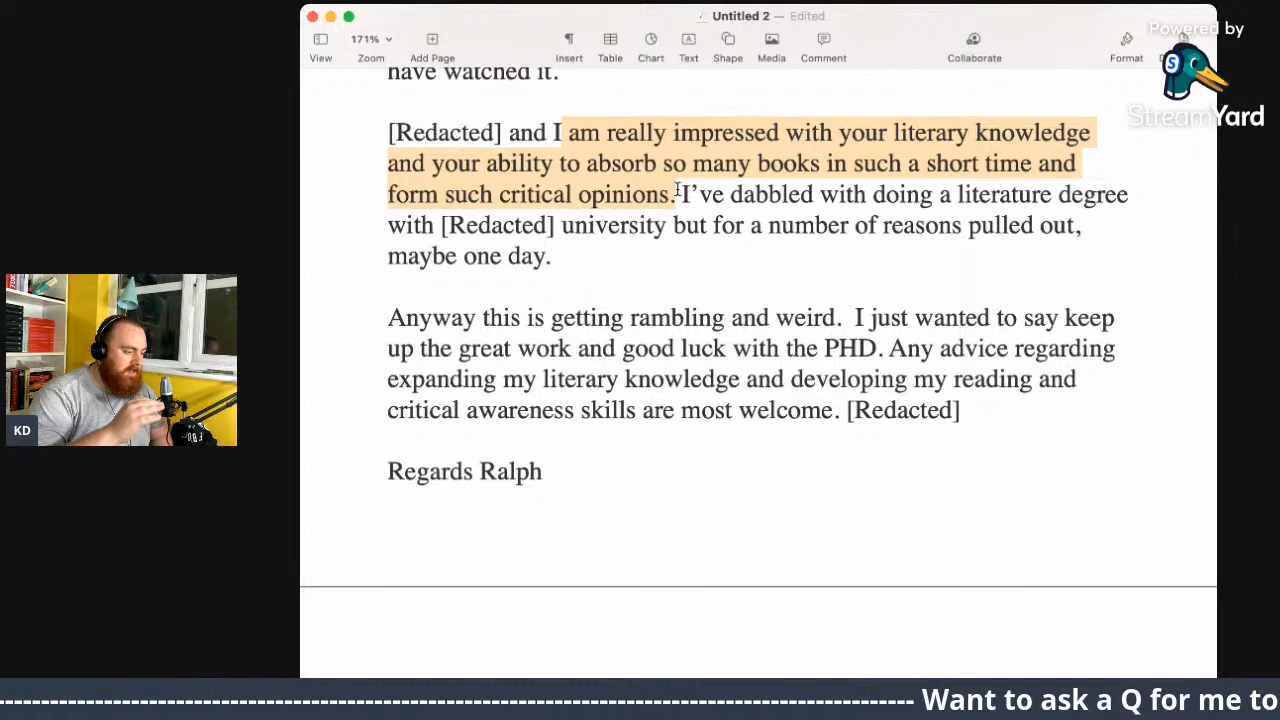 Untitled 2 — Edited
171%
View Zoom Add Page Insert Table Chart Text Shape Media Comment Collaborate Format
Powered by
StreamYard
have watched it.
[Redacted] and I am really impressed with your literary knowledge
and your ability to absorb so many books in such a short time and
form such critical opinions. I’ve dabbled with doing a literature degree
with [Redacted] university but for a number of reasons pulled out,
maybe one day.
Anyway this is getting rambling and weird.  I just wanted to say keep
up the great work and good luck with the PHD. Any advice regarding
expanding my literary knowledge and developing my reading and
critical awareness skills are most welcome. [Redacted]
Regards Ralph
KD
Want to ask a Q for me to